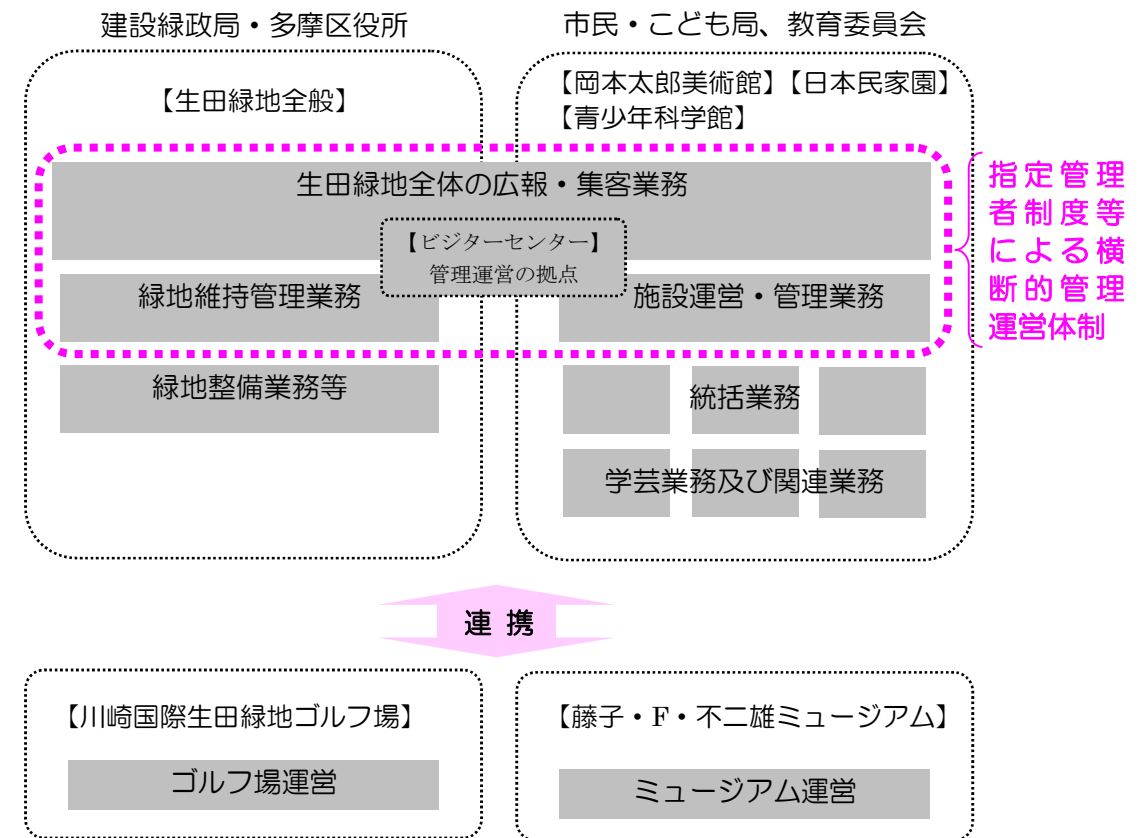 建設緑政局・多摩区役所
市民・こども局、教育委員会
【生田緑地全般】
【岡本太郎美術館】【日本民家園】
【青少年科学館】
生田緑地全体の広報・集客業務
【ビジターセンター】
管理運営の拠点
緑地維持管理業務
施設運営・管理業務
指定管理
者制度等
による横
断的管理
運営体制
緑地整備業務等
統括業務
学芸業務及び関連業務
連携
【川崎国際生田緑地ゴルフ場】
ゴルフ場運営
【藤子・F・不二雄ミュージアム】
ミュージアム運営